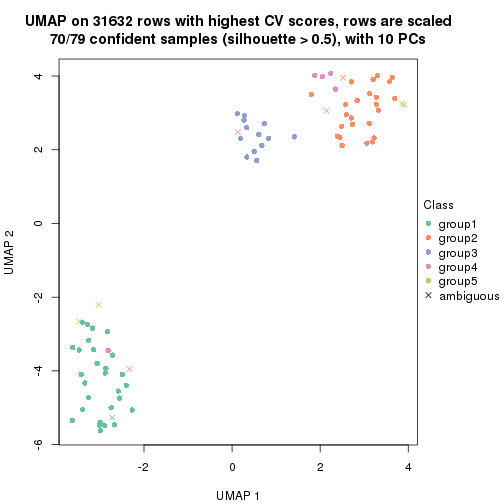 UMAP on 31632 rows with highest CV scores, rows are scaled
70/79 confident samples (silhouette > 0.5), with 10 PCs
4
2
0
-2
-4
-6
UMAP 2
-2
0
2
4
UMAP 1
Class
group1
group2
group3
group4
group5
ambiguous